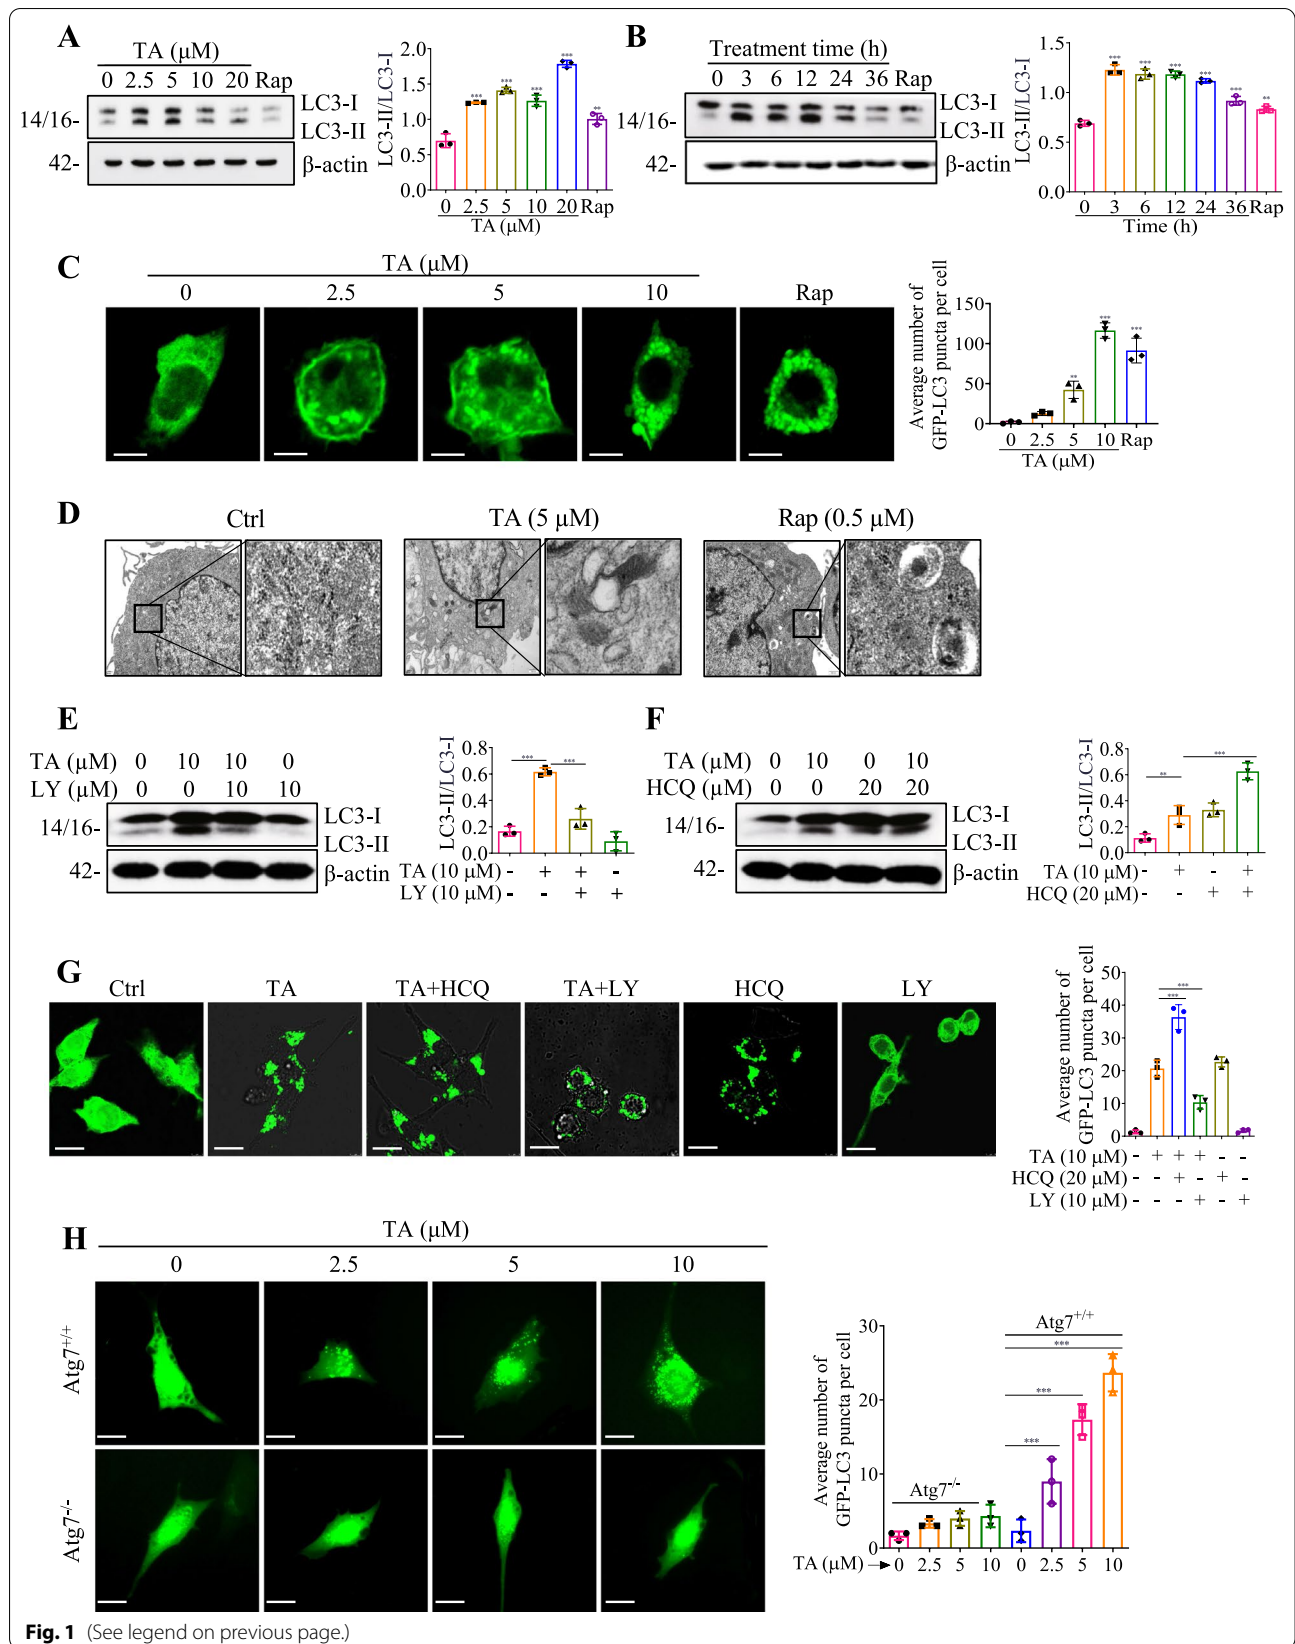 A
TA (μM)
0 2.5 5 10 20 Rap
14/16-
LC3-I
LC3-II
42-
β-actin
LC3-II/LC3-I
2.0
1.5
1.0
0.5
0.0
*** *** *** *** **
0 2.5 5 10 20 Rap
TA (μM)
B
Treatment time (h)
0 3 6 12 24 36 Rap
14/16-
LC3-I
LC3-II
42-
β-actin
LC3-II/LC3-I
1.5
1.0
0.5
0.0
*** *** *** *** *** **
0 3 6 12 24 36 Rap
Time (h)
C
TA (μM)
0 2.5 5 10 Rap
Average number of
GFP-LC3 puncta per cell
150
100
50
0
** *** ***
0 2.5 5 10 Rap
TA (μM)
D
Ctrl TA (5 μM) Rap (0.5 μM)
E
TA (μM) 0 10 10 0
LY (μM) 0 0 10 10
14/16-
LC3-I
LC3-II
42-
β-actin
LC3-II/LC3-I
0.8
0.6
0.4
0.2
0.0
*** ***
TA (10 μM) - + + -
LY (10 μM) - - + +
F
TA (μM) 0 10 0 10
HCQ (μM) 0 0 20 20
14/16-
LC3-I
LC3-II
42-
β-actin
LC3-II/LC3-I
0.8
0.6
0.4
0.2
0.0
** ***
TA (10 μM) - + - +
HCQ (20 μM) - - + +
G
Ctrl TA TA+HCQ TA+LY HCQ LY
Average number of
GFP-LC3 puncta per cell
50
40
30
20
10
0
***
***
TA (10 μM) - + + + - -
HCQ (20 μM) - - + - + -
LY (10 μM) - - - + - +
H
TA (μM)
0 2.5 5 10
Atg7+/+
Atg7-/-
Average number of
GFP-LC3 puncta per cell
30
20
10
0
Atg7+/+
***
***
***
Atg7-/-
TA (μM) 0 2.5 5 10 0 2.5 5 10
Fig. 1 (See legend on previous page.)